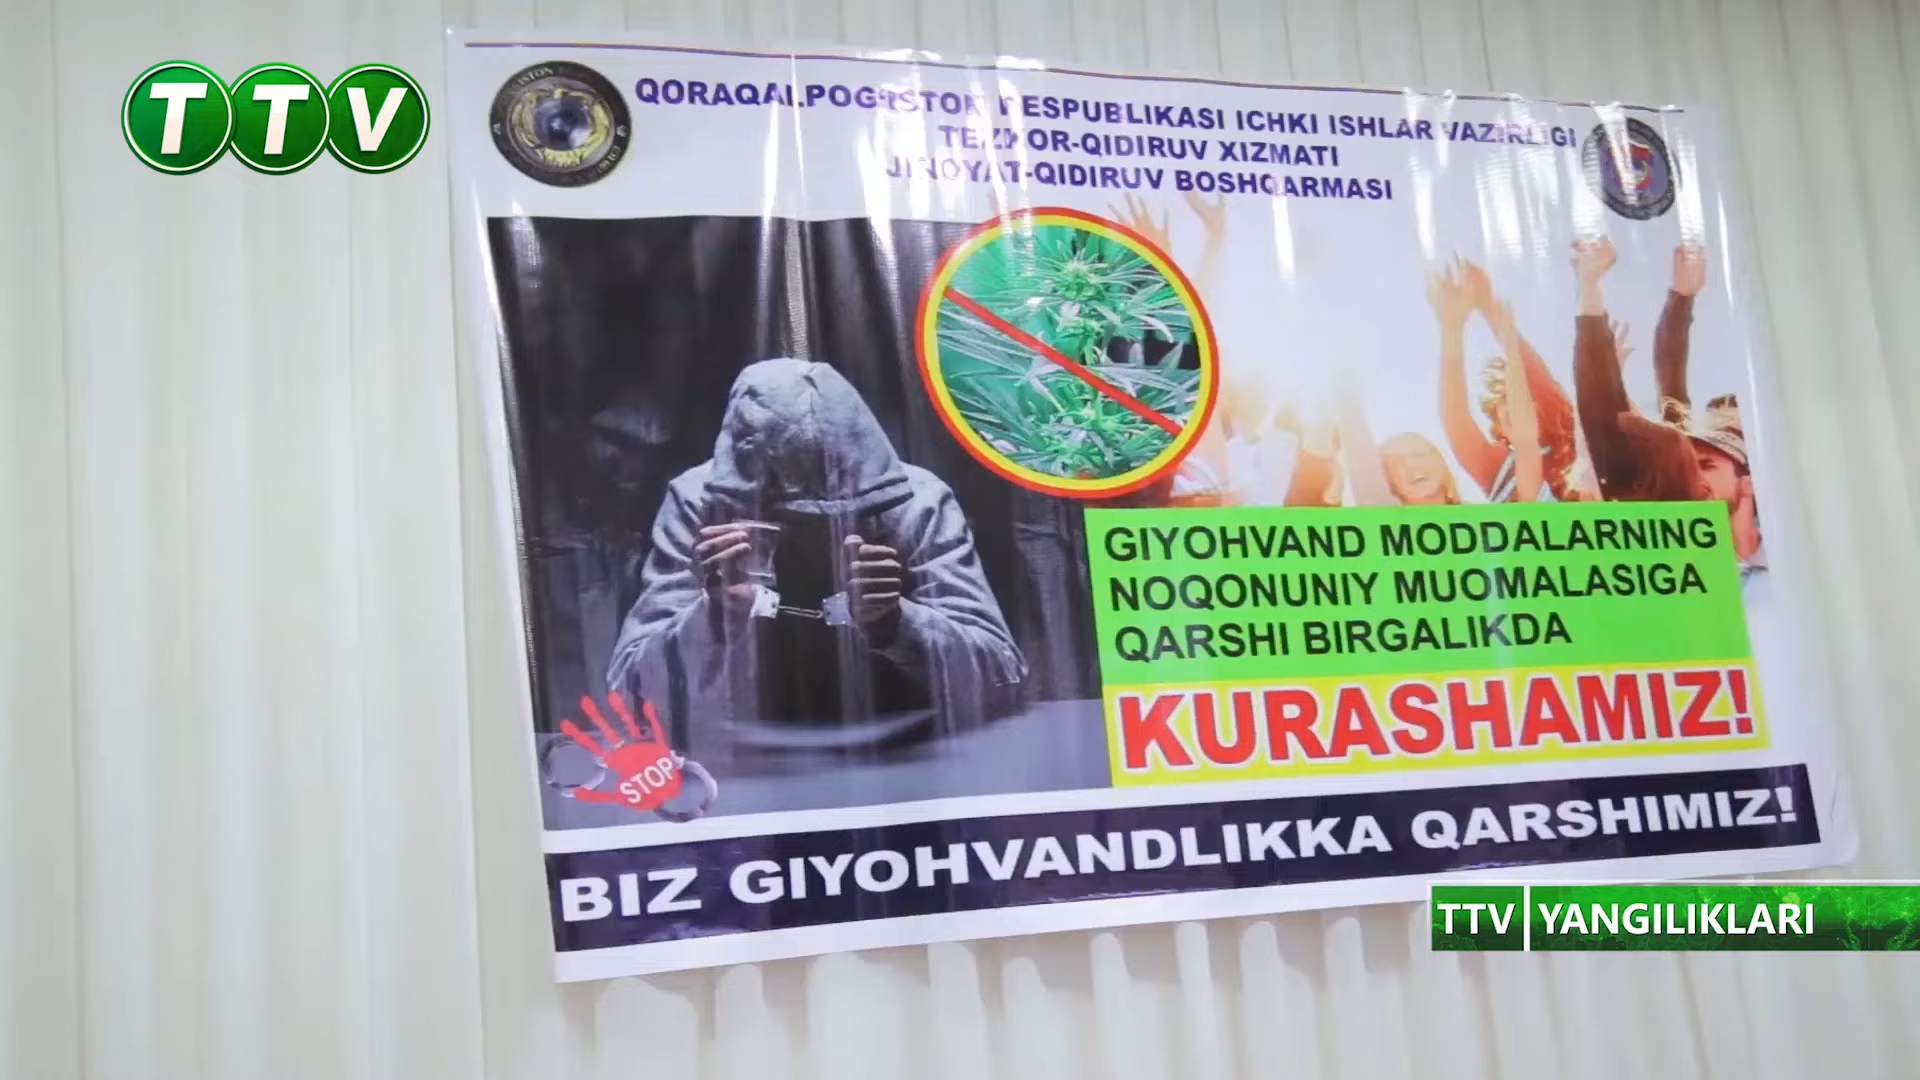 TTV
QORAQALPOG'ISTON RESPUBLIKASI ICHKI ISHLAR VAZIRLIGI
TEZKOR-QIDIRUV XIZMATI
JINOYAT-QIDIRUV BOSHQARMASI
GIYOHVAND MODDALARNING
NOQONUNIY MUOMALASIGA
QARSHI BIRGALIKDA
KURASHAMIZ!
STOP
BIZ GIYOHVANDLIKKA QARSHIMIZ!
TTV YANGILIKLARI